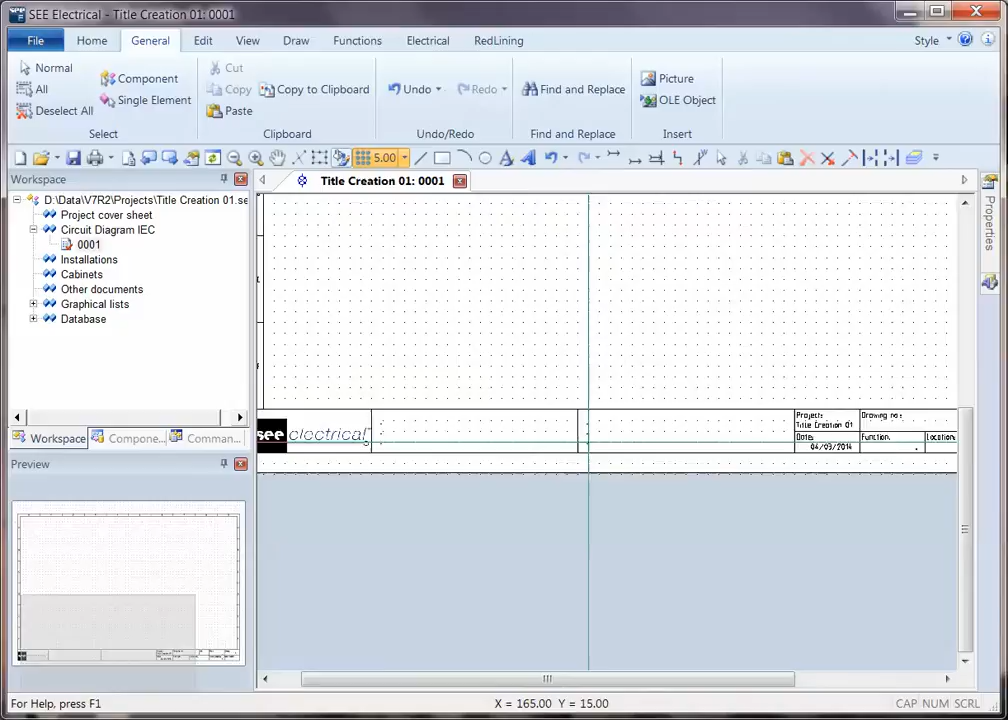 SEE Electrical - Title Creation 01: 0001
File Home General Edit View Draw Functions Electrical RedLining Style
Normal
All
Deselect All
Component
Single Element
Select
Cut
Copy
Paste
Copy to Clipboard
Clipboard
Undo Redo
Undo/Redo
Find and Replace
Find and Replace
Picture
OLE Object
Insert
5.00
Workspace
D:\Data\V7R2\Projects\Title Creation 01.se
Project cover sheet
Circuit Diagram IEC
0001
Installations
Cabinets
Other documents
Graphical lists
Database
Workspace Compone... Comman...
Preview
Title Creation 01: 0001
Properties
see electrical
Project:
Title Creation 01
Drawing no.:
Date:
04/03/2014
Function:
Location:
For Help, press F1
X = 165.00 Y = 15.00
CAP NUM SCRL